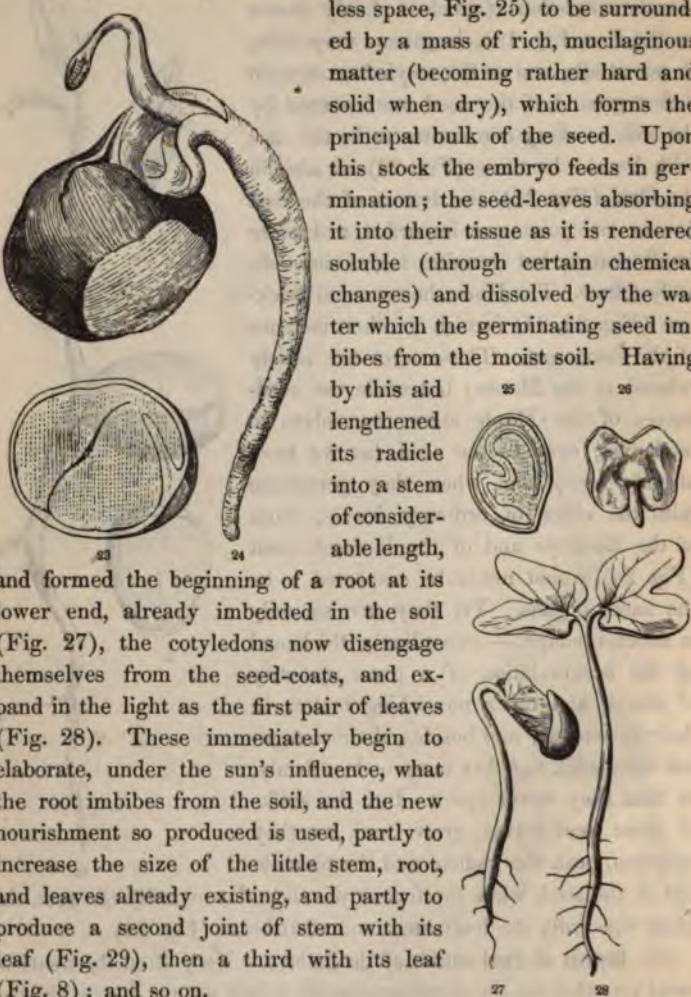 less space, Fig. 25) to be surround
ed by a mass of rich, mucilaginous
matter (becoming rather hard and
solid when dry), which forms the
principal bulk of the seed. Upon
this stock the embryo feeds in ger-
mination; the seed-leaves absorbing
it into their tissue as it is rendered
soluble (through certain chemica
changes) and dissolved by the wa-
ter which the germinating seed im
bibes from the moist soil. Having
by this aid
lengthened
its radicle
into a stem
of consider-
able length,
25 26
23 24
and formed the beginning of a root at its
lower end, already imbedded in the soil
(Fig. 27), the cotyledons now disengage
themselves from the seed-coats, and ex-
pand in the light as the first pair of leaves
(Fig. 28). These immediately begin to
elaborate, under the sun's influence, what
the root imbibes from the soil, and the new
nourishment so produced is used, partly to
increase the size of the little stem, root,
and leaves already existing, and partly to
produce a second joint of stem with its
leaf (Fig. 29), then a third with its leaf
(Fig. 8); and so on.
27 28